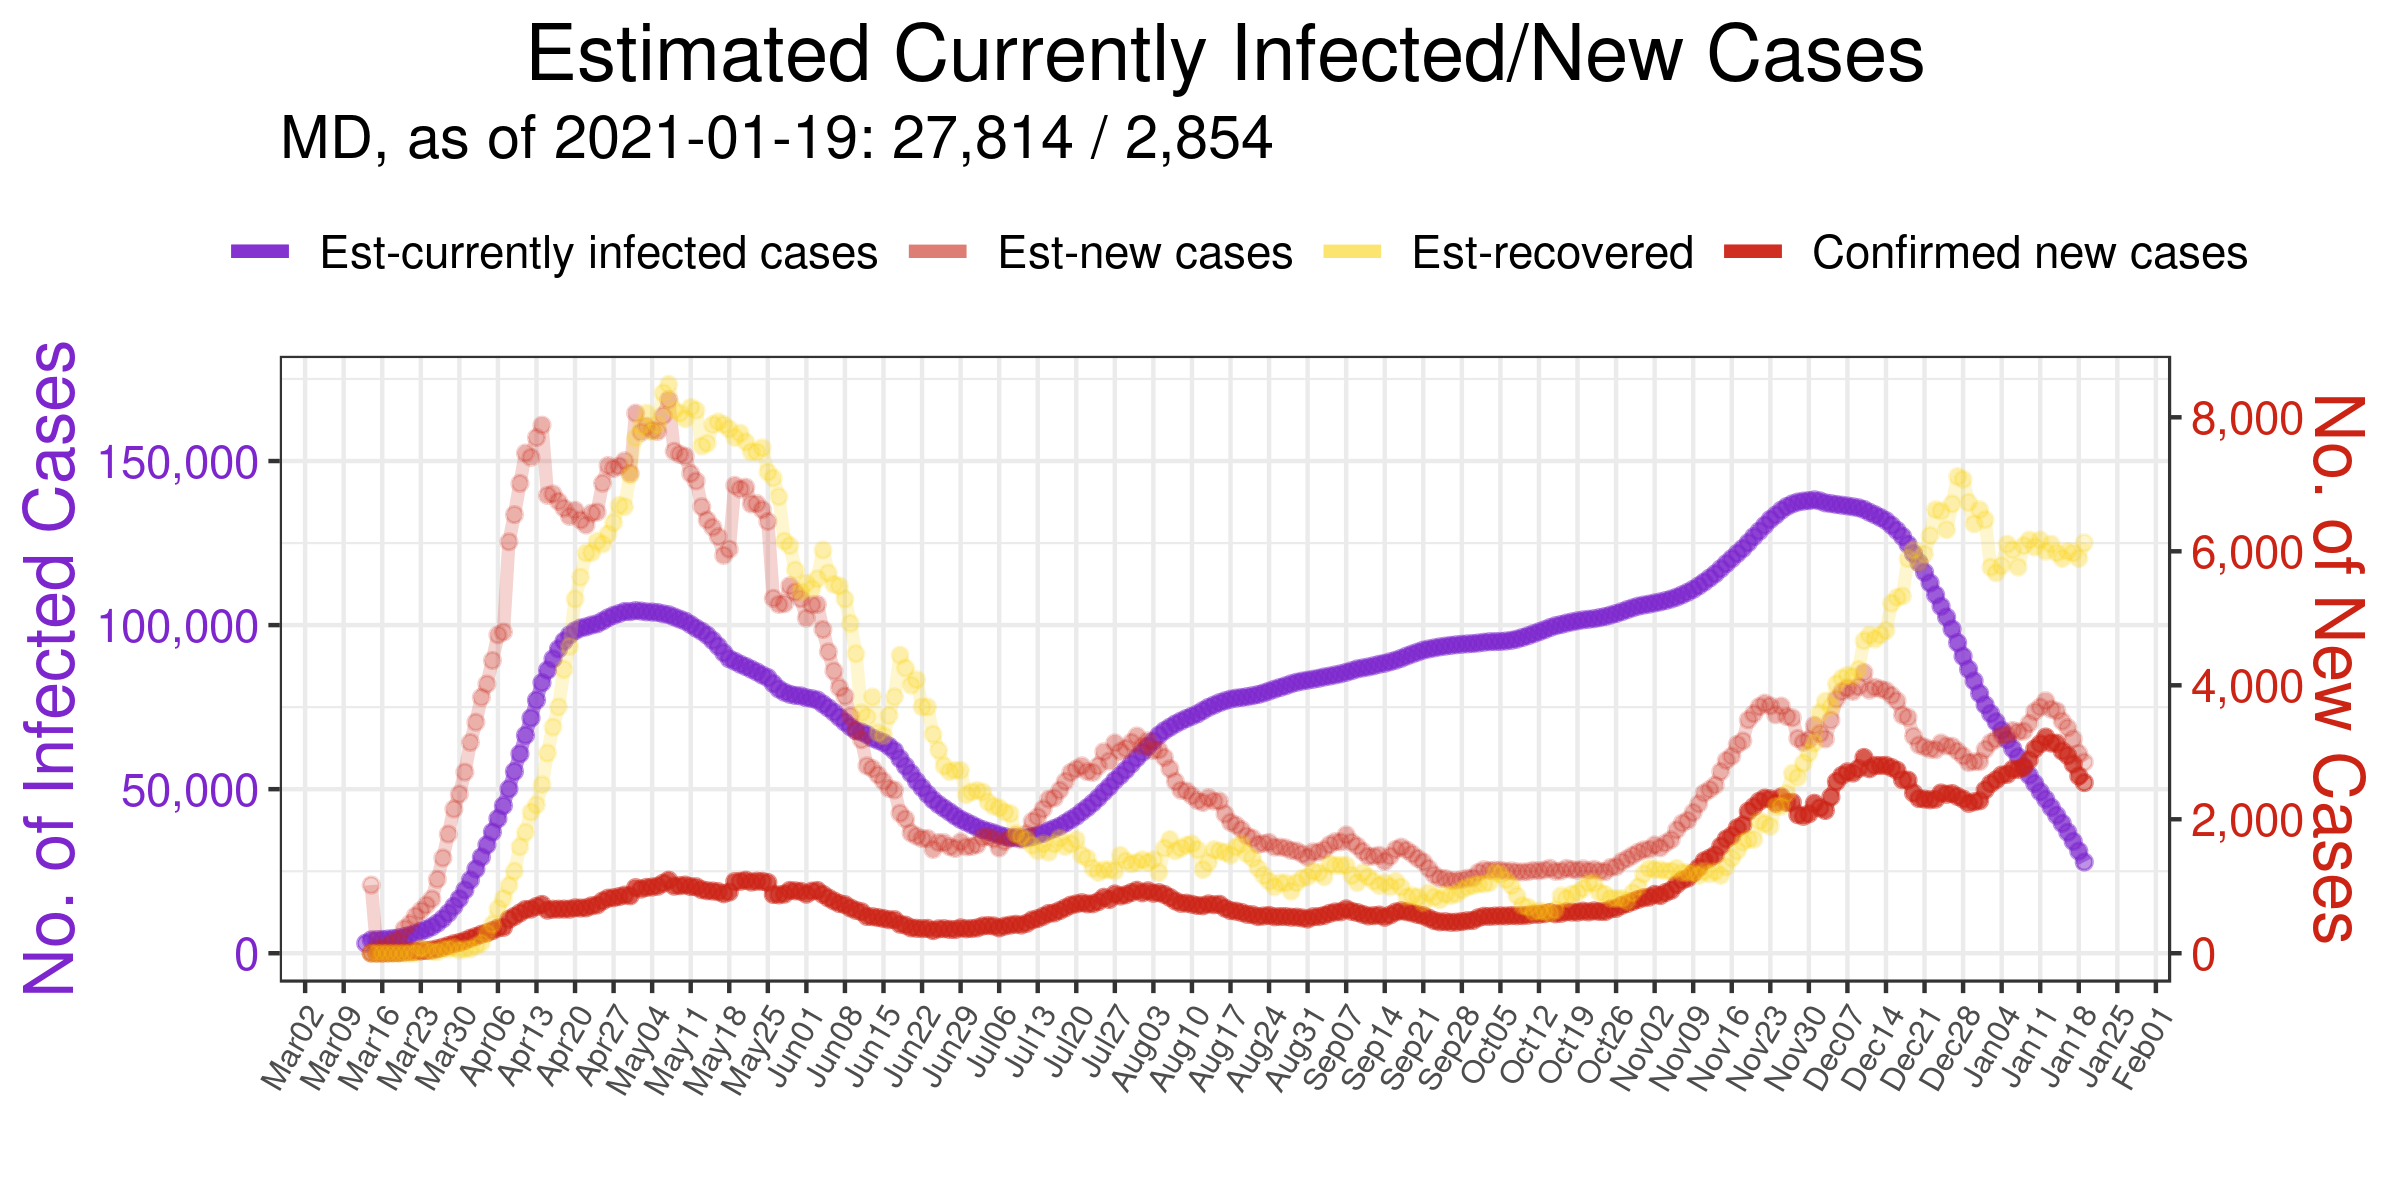 Estimated Currently Infected/New Cases
MD, as of 2021-01-19: 27,814 / 2,854
Est-currently infected cases Est-new cases Est-recovered Confirmed new cases
No. of Infected Cases
150,000
100,000
50,000
0
8,000
6,000
4,000
2,000
0
No. of New Cases
Mar02 Mar09 Mar16 Mar23 Mar30 Apr06 Apr13 Apr20 Apr27 May04 May11 May18 May25 Jun01 Jun08 Jun15 Jun22 Jun29 Jul06 Jul13 Jul20 Jul27 Aug03 Aug10 Aug17 Aug24 Aug31 Sep07 Sep14 Sep21 Sep28 Oct05 Oct12 Oct19 Oct26 Nov02 Nov09 Nov16 Nov23 Nov30 Dec07 Dec14 Dec21 Dec28 Jan04 Jan11 Jan18 Jan25 Feb01